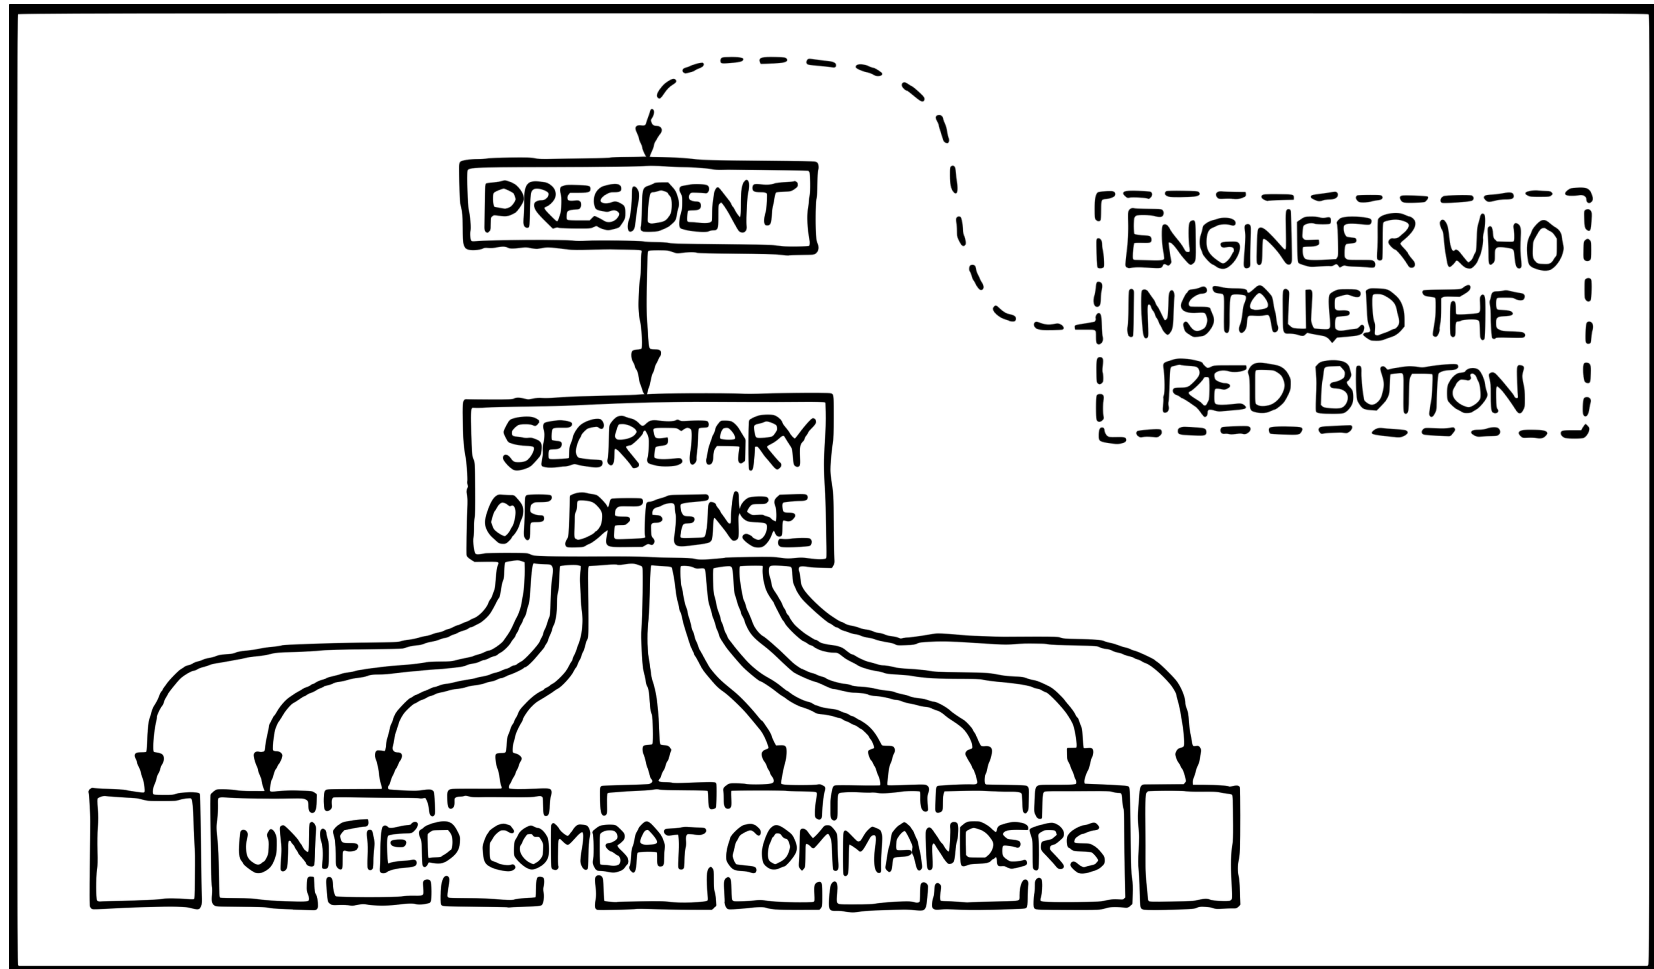 PRESIDENT
ENGINEER WHO
INSTALLED THE
RED BUTTON
SECRETARY
OF DEFENSE
UNIFIED COMBAT COMMANDERS